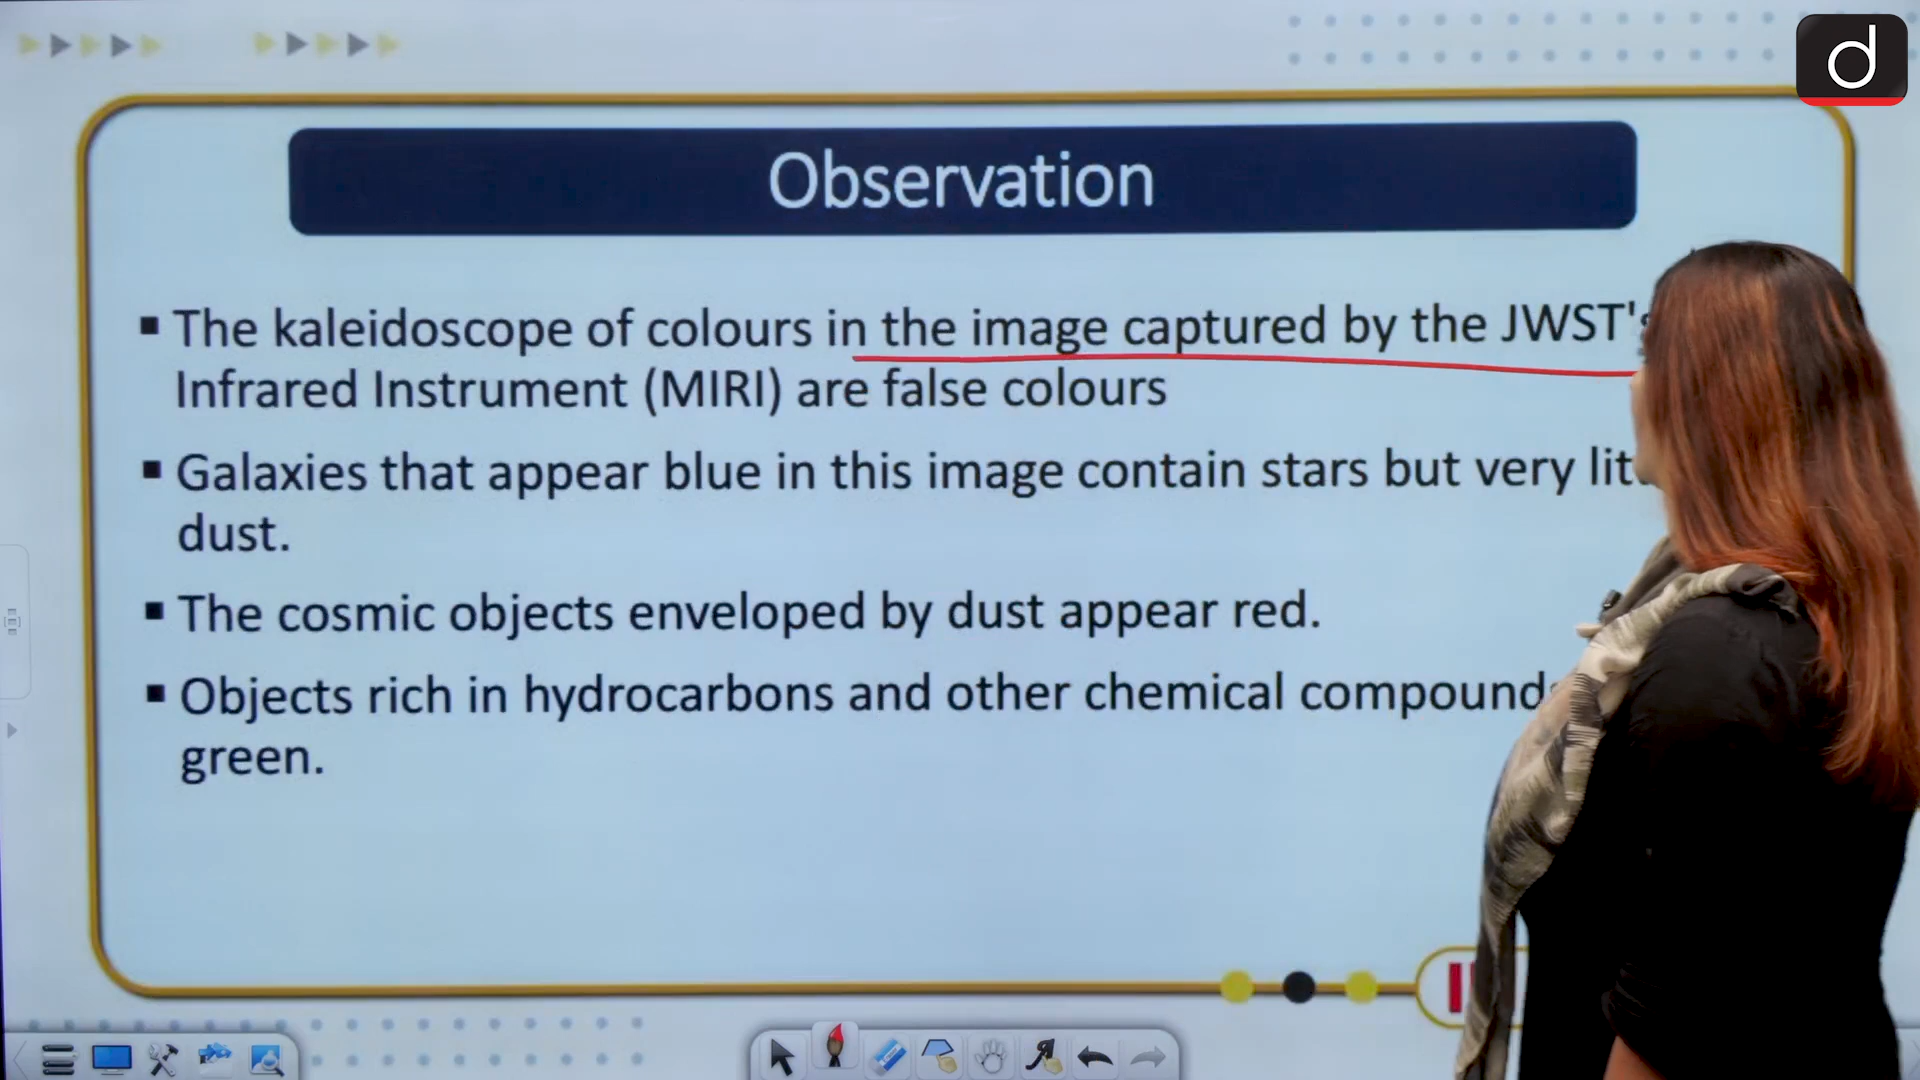 d
Observation
▪ The kaleidoscope of colours in the image captured by the JWST's
Infrared Instrument (MIRI) are false colours
▪ Galaxies that appear blue in this image contain stars but very
dust.
▪ The cosmic objects enveloped by dust appear red.
▪ Objects rich in hydrocarbons and other chemical
green.